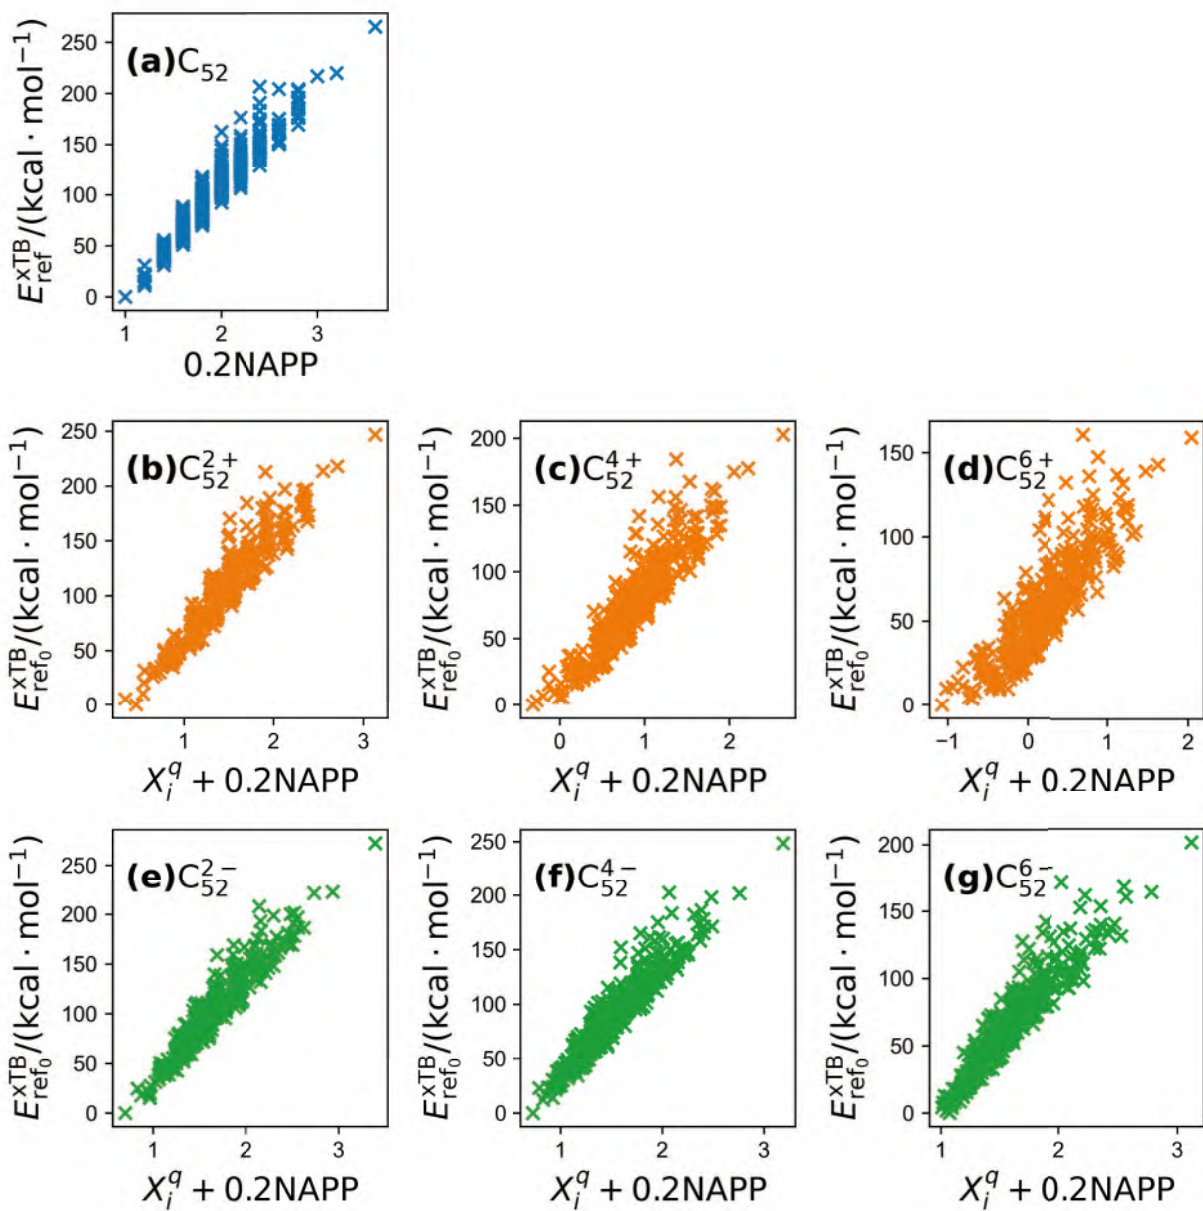 (a)C52
250
200
150
100
50
0
E^xTB_ref/(kcal · mol−1)
1 2 3
0.2NAPP
(b)C52^2+
250
200
150
100
50
0
E^xTB_ref0/(kcal · mol−1)
1 2 3
X_i^q + 0.2NAPP
(c)C52^4+
200
150
100
50
0
E^xTB_ref0/(kcal · mol−1)
0 1 2
X_i^q + 0.2NAPP
(d)C52^6+
150
100
50
0
E^xTB_ref0/(kcal · mol−1)
−1 0 1 2
X_i^q + 0.2NAPP
(e)C52^2−
250
200
150
100
50
0
E^xTB_ref0/(kcal · mol−1)
1 2 3
X_i^q + 0.2NAPP
(f)C52^4−
250
200
150
100
50
0
E^xTB_ref0/(kcal · mol−1)
1 2 3
X_i^q + 0.2NAPP
(g)C52^6−
200
150
100
50
0
E^xTB_ref0/(kcal · mol−1)
1 2 3
X_i^q + 0.2NAPP